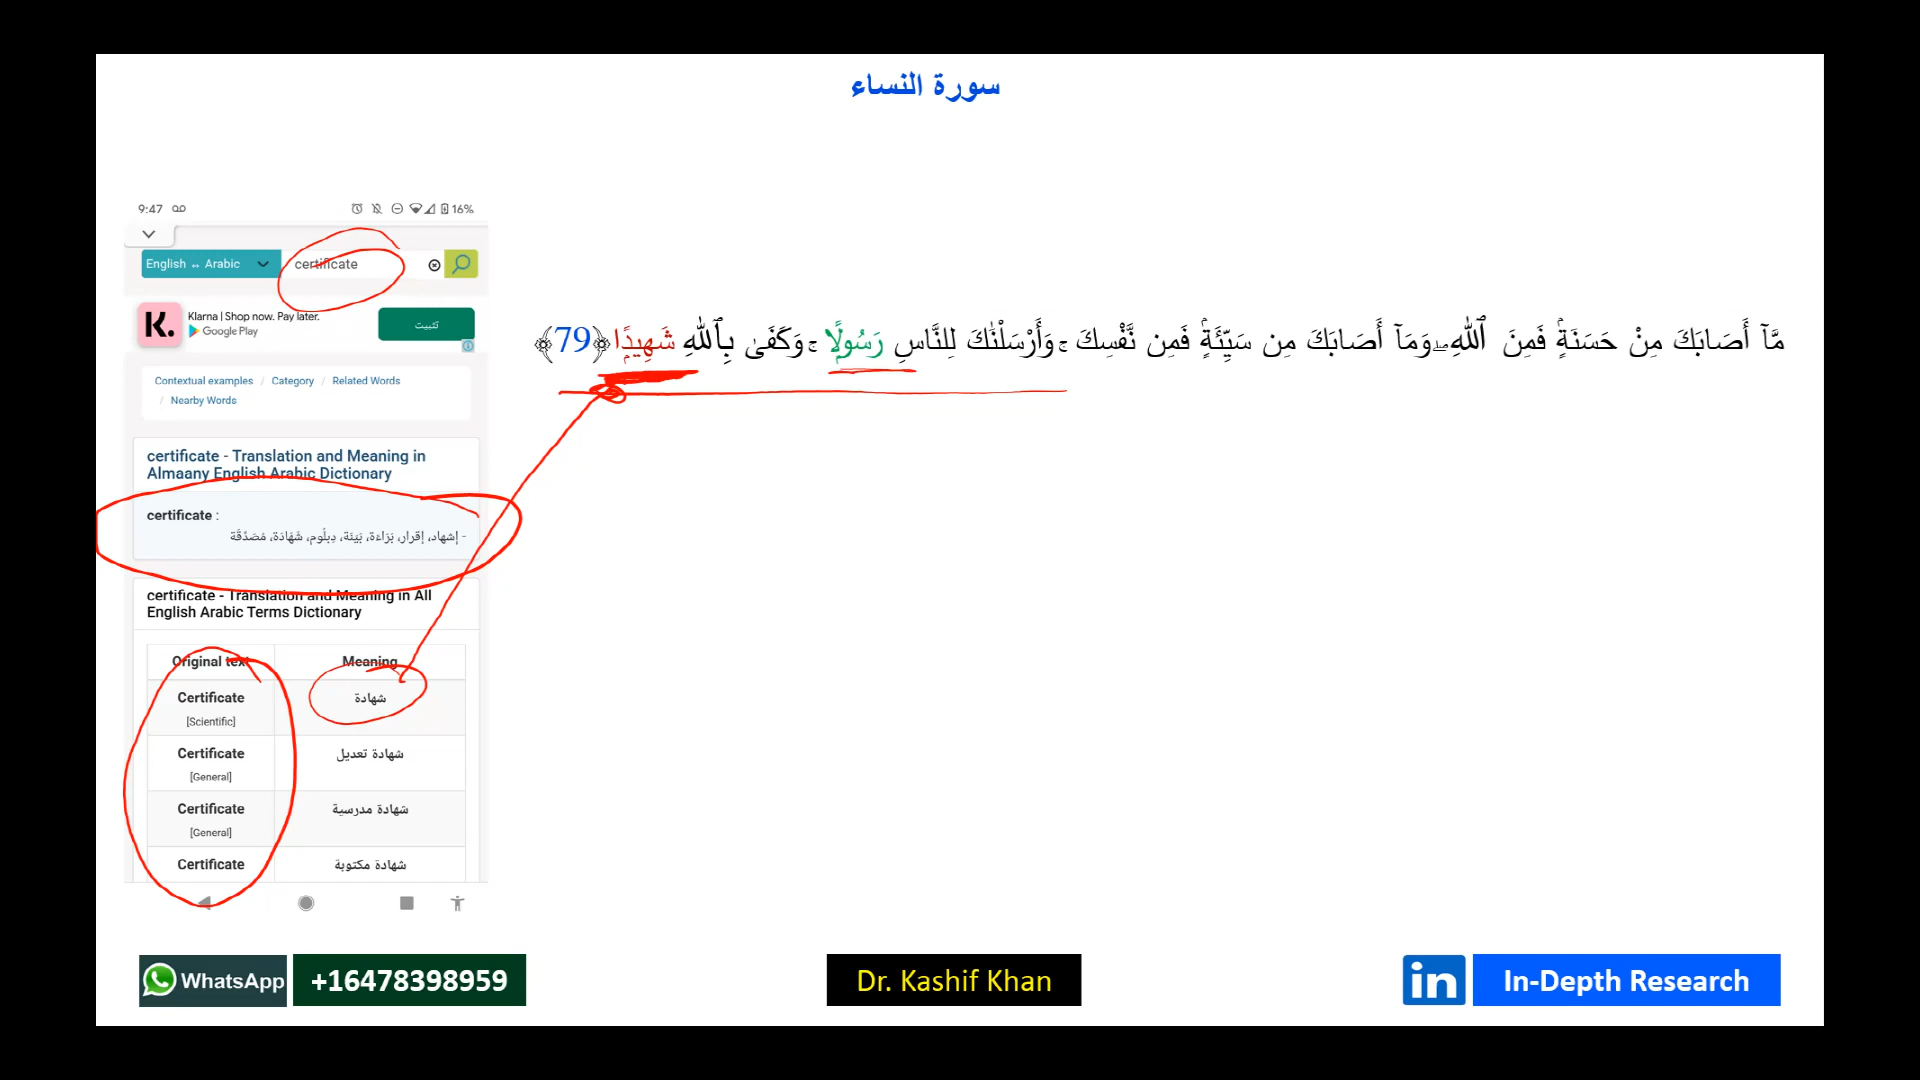 سورة النساء
9:47
16%
English ↔ Arabic
certificate
K.
Klarna | Shop now. Pay later.
Google Play
تثبيت
Contextual examples / Category / Related Words
/ Nearby Words
certificate - Translation and Meaning in
Almaany English Arabic Dictionary
certificate :
- إشهاد، إقرار، بَرَاءَة، بَيِّنَة، دِبلُوم، شَهَادَة، مُصَدَّقَة
certificate - Translation and Meaning in All
English Arabic Terms Dictionary
Original text Meaning
Certificate شهادة
[Scientific]
Certificate شهادة تعديل
[General]
Certificate شهادة مدرسية
[General]
Certificate شهادة مكتوبة
مَّآ أَصَابَكَ مِنْ حَسَنَةٍۢ فَمِنَ ٱللَّهِ ۖ وَمَآ أَصَابَكَ مِن سَيِّئَةٍۢ فَمِن نَّفْسِكَ ۚ وَأَرْسَلْنَٰكَ لِلنَّاسِ رَسُولًۭا ۚ وَكَفَىٰ بِٱللَّهِ شَهِيدًۭا ﴿79﴾
WhatsApp +16478398959
Dr. Kashif Khan
in In-Depth Research